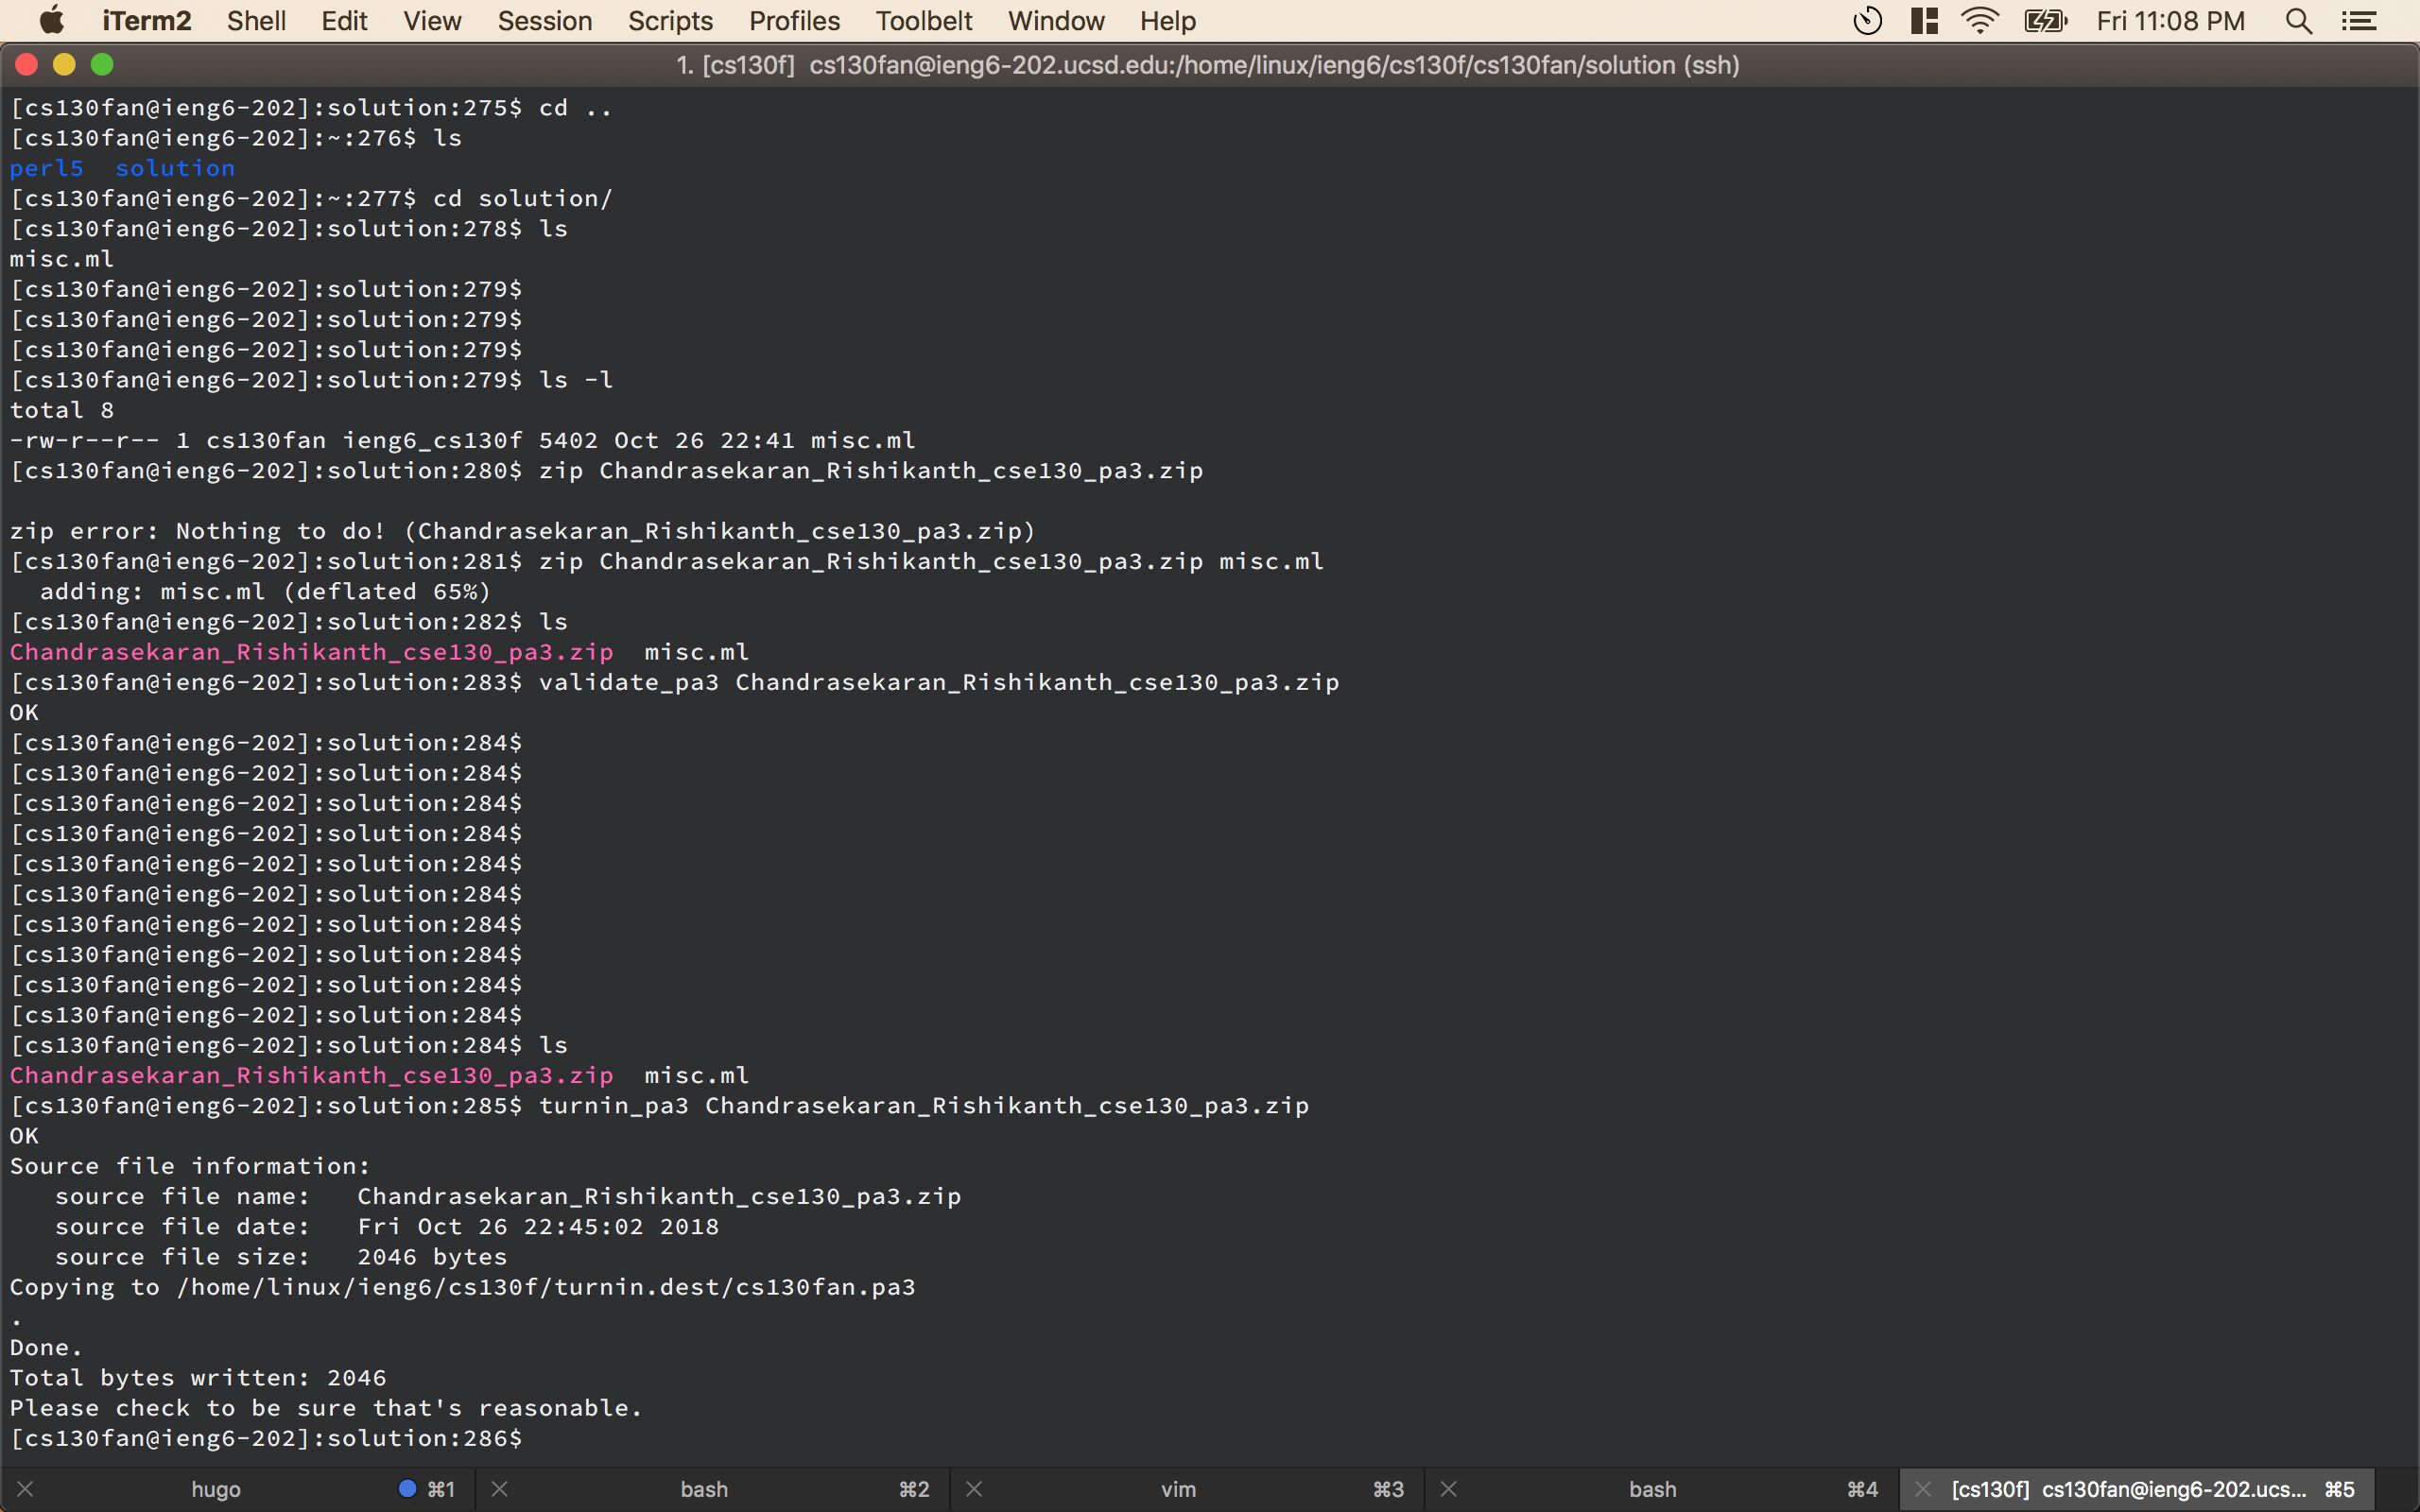 iTerm2 Shell Edit View Session Scripts Profiles Toolbelt Window Help Fri 11:08 PM
1. [cs130f] cs130fan@ieng6-202.ucsd.edu:/home/linux/ieng6/cs130f/cs130fan/solution (ssh)
[cs130fan@ieng6-202]:solution:275$ cd ..
[cs130fan@ieng6-202]:~:276$ ls
perl5  solution
[cs130fan@ieng6-202]:~:277$ cd solution/
[cs130fan@ieng6-202]:solution:278$ ls
misc.ml
[cs130fan@ieng6-202]:solution:279$
[cs130fan@ieng6-202]:solution:279$
[cs130fan@ieng6-202]:solution:279$
[cs130fan@ieng6-202]:solution:279$ ls -l
total 8
-rw-r--r-- 1 cs130fan ieng6_cs130f 5402 Oct 26 22:41 misc.ml
[cs130fan@ieng6-202]:solution:280$ zip Chandrasekaran_Rishikanth_cse130_pa3.zip
zip error: Nothing to do! (Chandrasekaran_Rishikanth_cse130_pa3.zip)
[cs130fan@ieng6-202]:solution:281$ zip Chandrasekaran_Rishikanth_cse130_pa3.zip misc.ml
  adding: misc.ml (deflated 65%)
[cs130fan@ieng6-202]:solution:282$ ls
Chandrasekaran_Rishikanth_cse130_pa3.zip  misc.ml
[cs130fan@ieng6-202]:solution:283$ validate_pa3 Chandrasekaran_Rishikanth_cse130_pa3.zip
OK
[cs130fan@ieng6-202]:solution:284$
[cs130fan@ieng6-202]:solution:284$
[cs130fan@ieng6-202]:solution:284$
[cs130fan@ieng6-202]:solution:284$
[cs130fan@ieng6-202]:solution:284$
[cs130fan@ieng6-202]:solution:284$
[cs130fan@ieng6-202]:solution:284$
[cs130fan@ieng6-202]:solution:284$
[cs130fan@ieng6-202]:solution:284$
[cs130fan@ieng6-202]:solution:284$
[cs130fan@ieng6-202]:solution:284$ ls
Chandrasekaran_Rishikanth_cse130_pa3.zip  misc.ml
[cs130fan@ieng6-202]:solution:285$ turnin_pa3 Chandrasekaran_Rishikanth_cse130_pa3.zip
OK
Source file information:
   source file name:   Chandrasekaran_Rishikanth_cse130_pa3.zip
   source file date:   Fri Oct 26 22:45:02 2018
   source file size:   2046 bytes
Copying to /home/linux/ieng6/cs130f/turnin.dest/cs130fan.pa3
.
Done.
Total bytes written: 2046
Please check to be sure that's reasonable.
[cs130fan@ieng6-202]:solution:286$
hugo ⌘1 bash ⌘2 vim ⌘3 bash ⌘4 [cs130f] cs130fan@ieng6-202.ucs... ⌘5